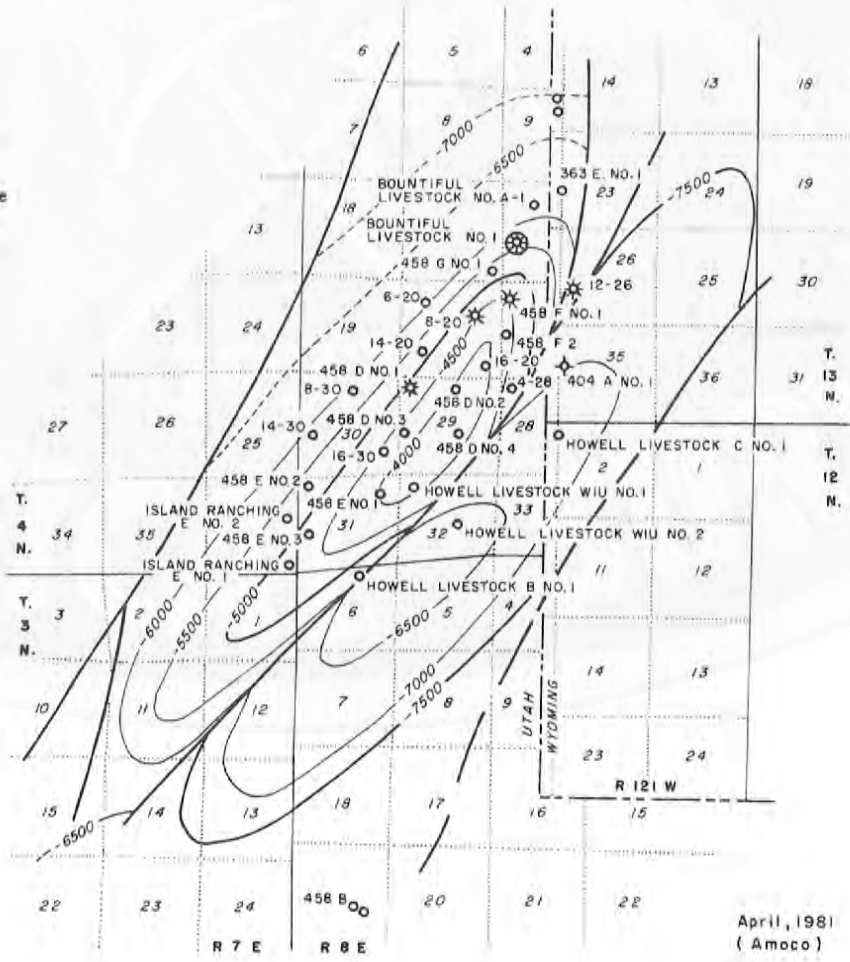 6 5 4
14 13 18
7 8 9
-7000
-6500
363 E. NO. 1
BOUNTIFUL
LIVESTOCK NO. A-1
23 24 19
-7500
18
BOUNTIFUL
LIVESTOCK NO. 1
13
26
458 G NO. 1
12-26
25 30
6-20
458 F NO. 1
23 24 19
8-20
4500
458 F 2
35
14-20
16-20
T.
13
N.
458 D NO. 1
8-30
4-28
404 A NO. 1
36 31
458 D NO. 2
27 26 25
14-30
30
458 D NO. 3
29
28
16-30
4000
458 D NO. 4
HOWELL LIVESTOCK C NO. 1
2 1
T.
12
N.
458 E NO. 2
458 E NO. 1
HOWELL LIVESTOCK WIU NO. 1
T.
4
N.
34 35
ISLAND RANCHING
E NO. 2
31
32 33
HOWELL LIVESTOCK WIU NO. 2
458 E NO. 3
ISLAND RANCHING
E NO. 1
HOWELL LIVESTOCK B NO. 1
11 12
T.
3
N.
3 2 1
6 5 4
-6000
-5500
-5000
-6500
14 13
10 11 12
7 8 9
-7000
-7500
UTAH
WYOMING
23 24
R 121 W
15 14 13
18 17 16 15
-6500
22 23 24
458 B
20 21 22
R 7 E R 8 E
April, 1981
(Amoco)